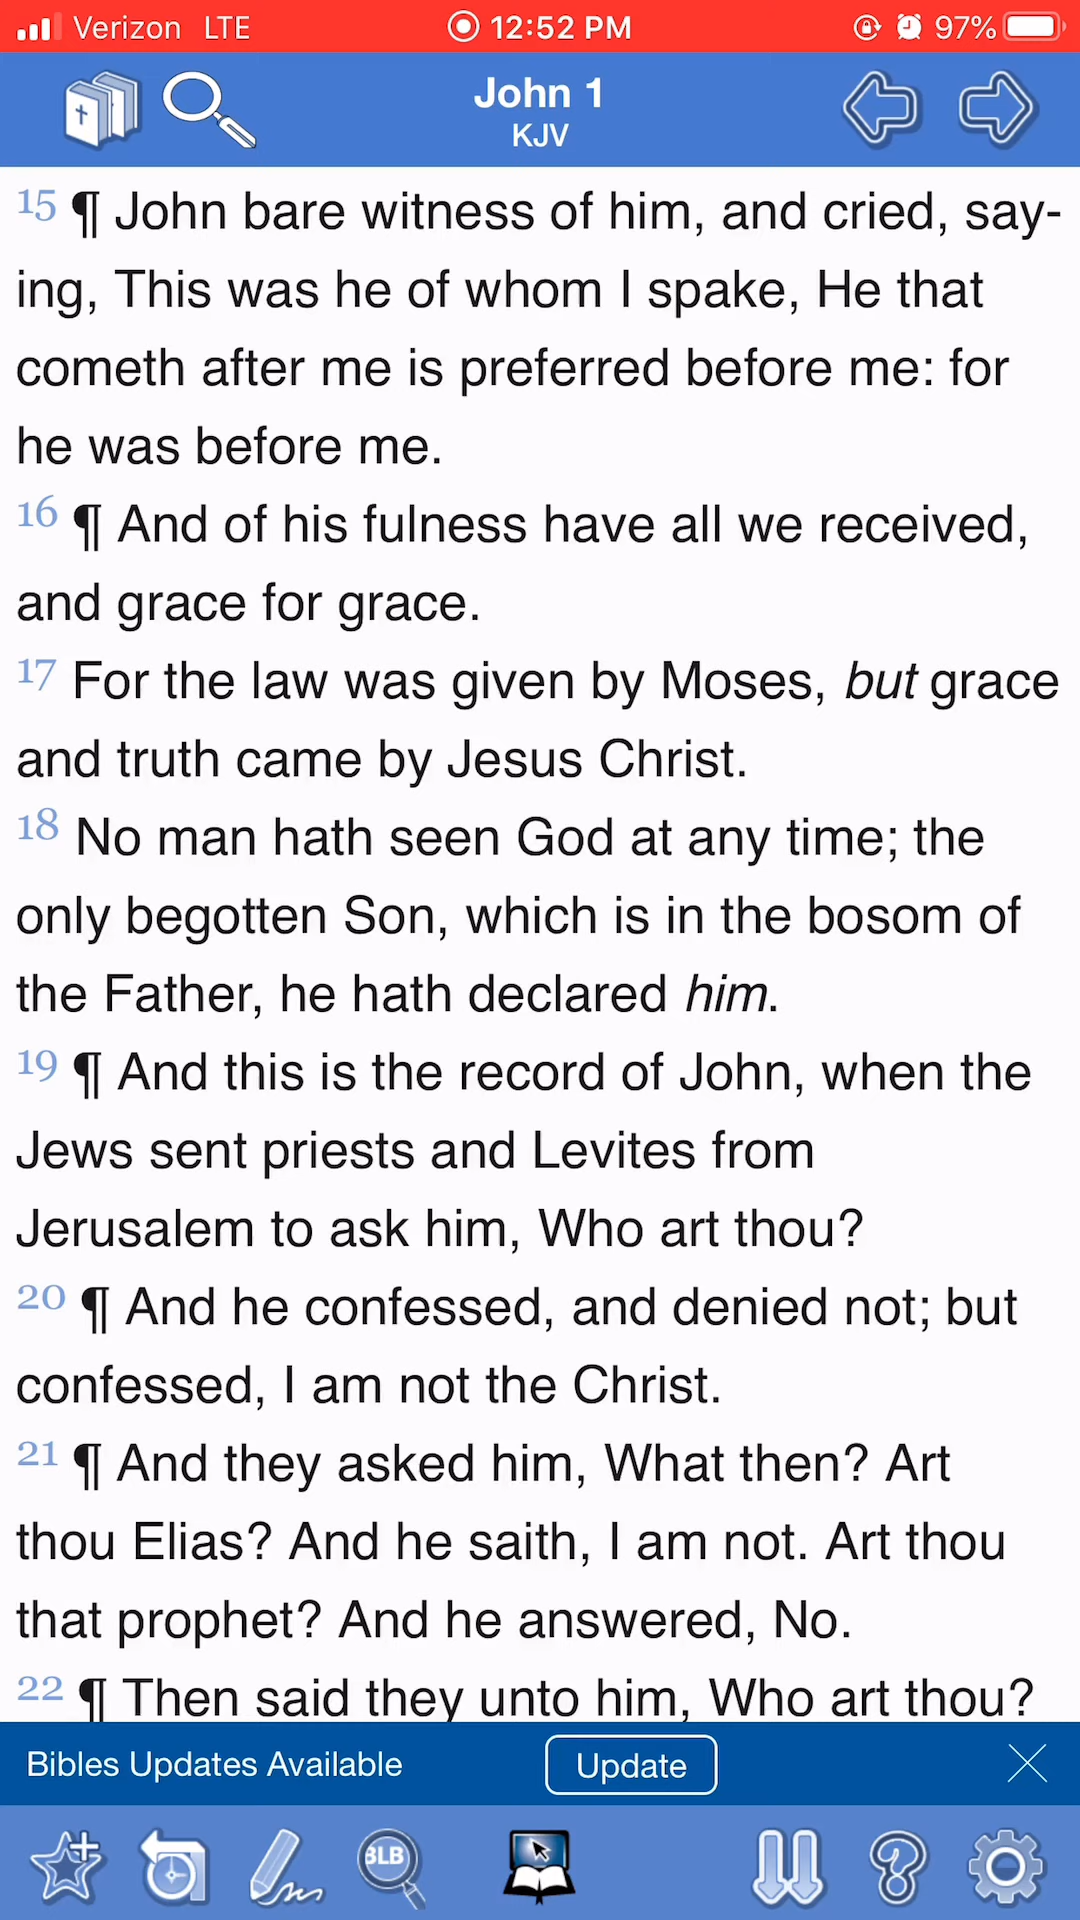 Verizon LTE 12:52 PM 97%
John 1
KJV
15 ¶ John bare witness of him, and cried, say-
ing, This was he of whom I spake, He that
cometh after me is preferred before me: for
he was before me.
16 ¶ And of his fulness have all we received,
and grace for grace.
17 For the law was given by Moses, but grace
and truth came by Jesus Christ.
18 No man hath seen God at any time; the
only begotten Son, which is in the bosom of
the Father, he hath declared him.
19 ¶ And this is the record of John, when the
Jews sent priests and Levites from
Jerusalem to ask him, Who art thou?
20 ¶ And he confessed, and denied not; but
confessed, I am not the Christ.
21 ¶ And they asked him, What then? Art
thou Elias? And he saith, I am not. Art thou
that prophet? And he answered, No.
22 ¶ Then said they unto him, Who art thou?
Bibles Updates Available Update
BLB